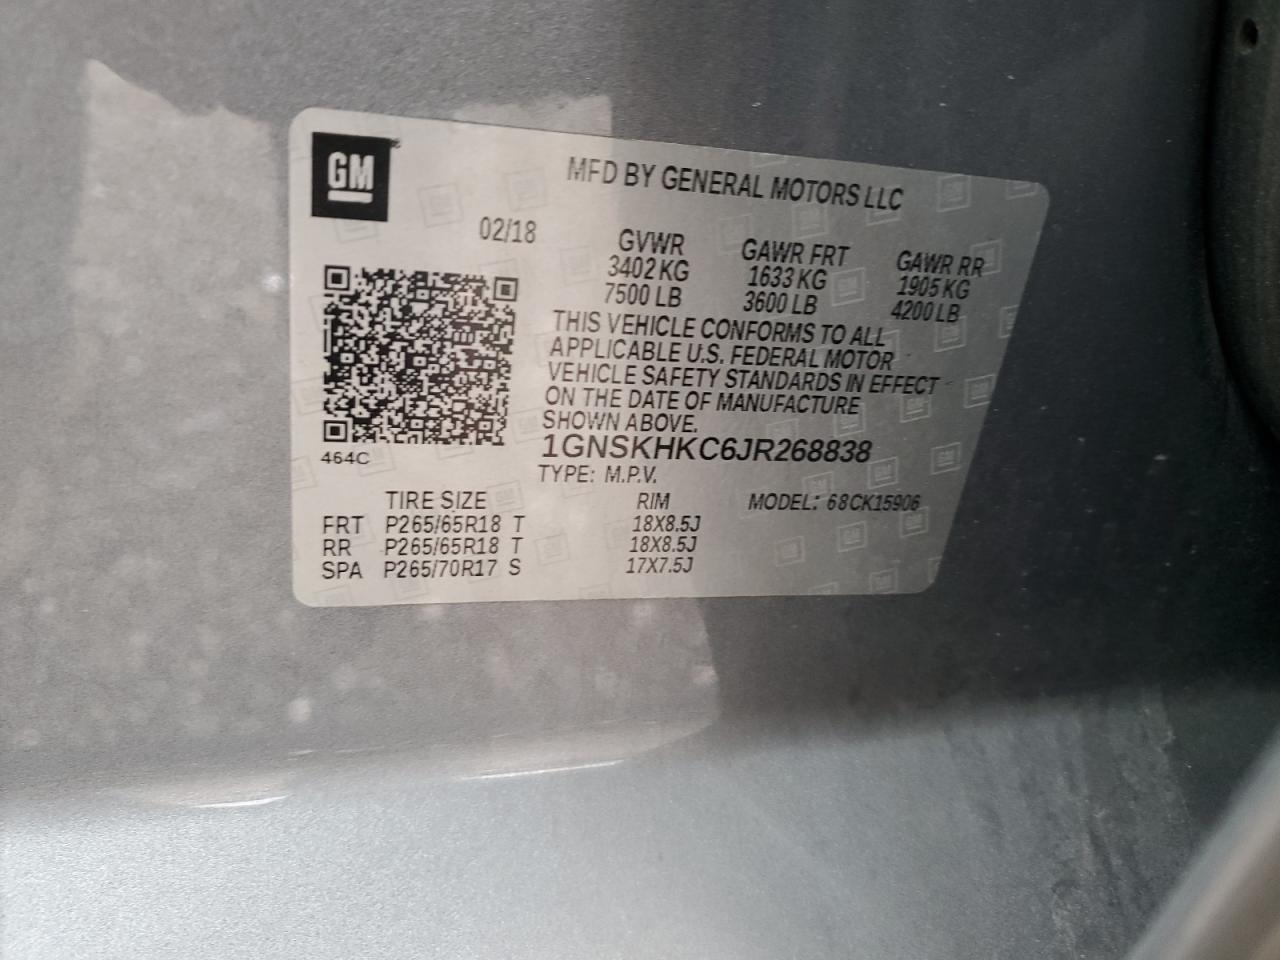 GM
MFD BY GENERAL MOTORS LLC
02/18
GVWR GAWR FRT GAWR RR
3402 KG 1633 KG 1905 KG
7500 LB 3600 LB 4200 LB
THIS VEHICLE CONFORMS TO ALL
APPLICABLE U.S. FEDERAL MOTOR
VEHICLE SAFETY STANDARDS IN EFFECT
ON THE DATE OF MANUFACTURE
SHOWN ABOVE.
1GNSKHKC6JR268838
464C
TYPE: M.P.V.
TIRE SIZE RIM MODEL: 68CK15906
FRT P265/65R18 T 18X8.5J
RR P265/65R18 T 18X8.5J
SPA P265/70R17 S 17X7.5J